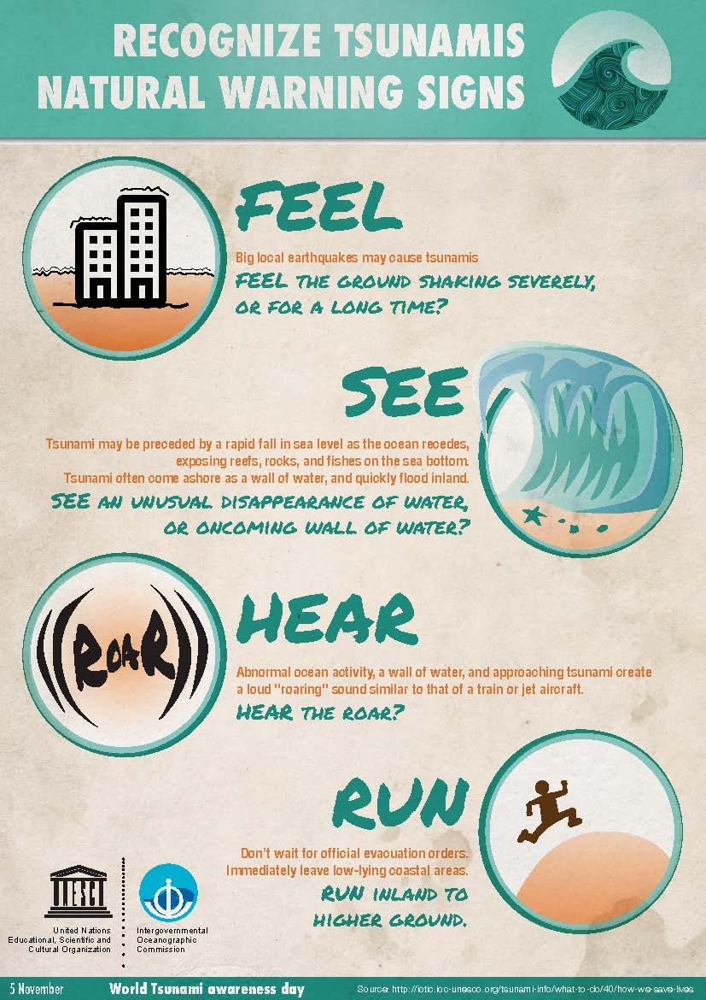 RECOGNIZE TSUNAMIS
NATURAL WARNING SIGNS
FEEL
Big local earthquakes may cause tsunamis
FEEL THE GROUND SHAKING SEVERELY,
OR FOR A LONG TIME?
SEE
Tsunami may be preceded by a rapid fall in sea level as the ocean recedes,
exposing reefs, rocks, and fishes on the sea bottom.
Tsunami often come ashore as a wall of water, and quickly flood inland.
SEE AN UNUSUAL DISAPPEARANCE OF WATER,
OR ONCOMING WALL OF WATER?
ROAR
HEAR
Abnormal ocean activity, a wall of water, and approaching tsunami create
a loud "roaring" sound similar to that of a train or jet aircraft.
HEAR THE ROAR?
RUN
Don't wait for official evacuation orders.
Immediately leave low-lying coastal areas.
RUN INLAND TO
HIGHER GROUND.
UNESCO
United Nations
Educational, Scientific and
Cultural Organization
Intergovernmental
Oceanographic
Commission
5 November
World Tsunami awareness day
Source: http://iotic.ioc-unesco.org/tsunami-info/what-to-do/40/how-we-save-lives